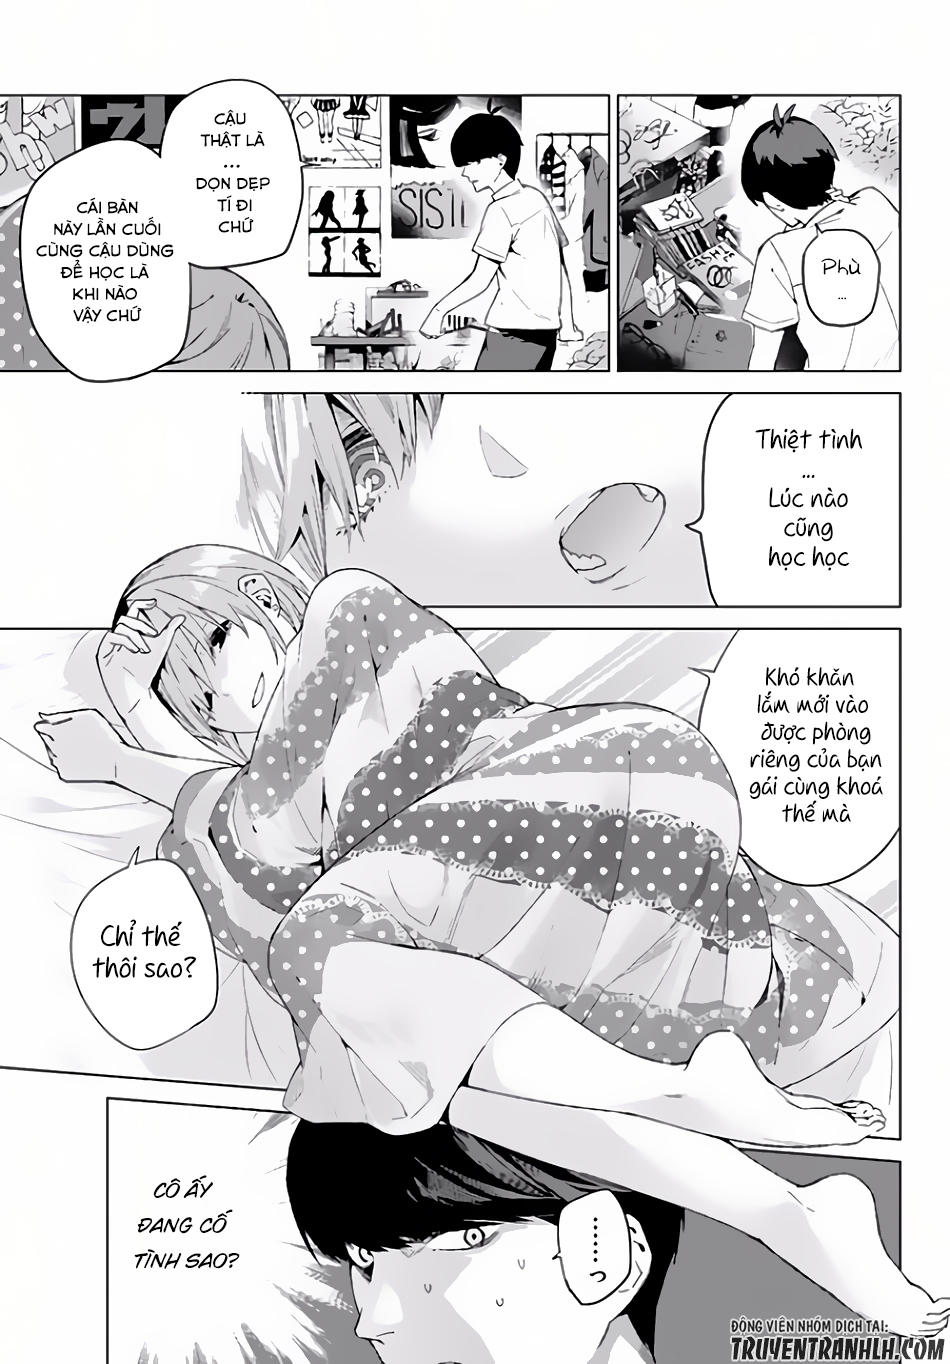 Phù
...
CẬU
THẬT LÀ
...
DỌN DẸP
TÍ ĐI
CHỨ
CÁI BÀN
NÀY LẦN CUỐI
CÙNG CẬU DÙNG
ĐỂ HỌC LÀ
KHI NÀO
VẬY CHỨ
SIS11
FASHION
Thiệt tình
...
Lúc nào
cũng
học học
Khó khăn
lắm mới vào
được phòng
riêng của bạn
gái cùng khoá
thế mà
Chỉ thế
thôi sao?
CÔ ẤY
ĐANG CỐ
TÌNH SAO?
......っ
ĐỘNG VIÊN NHÓM DỊCH TẠI:
TRUYENTRANHLH.COM